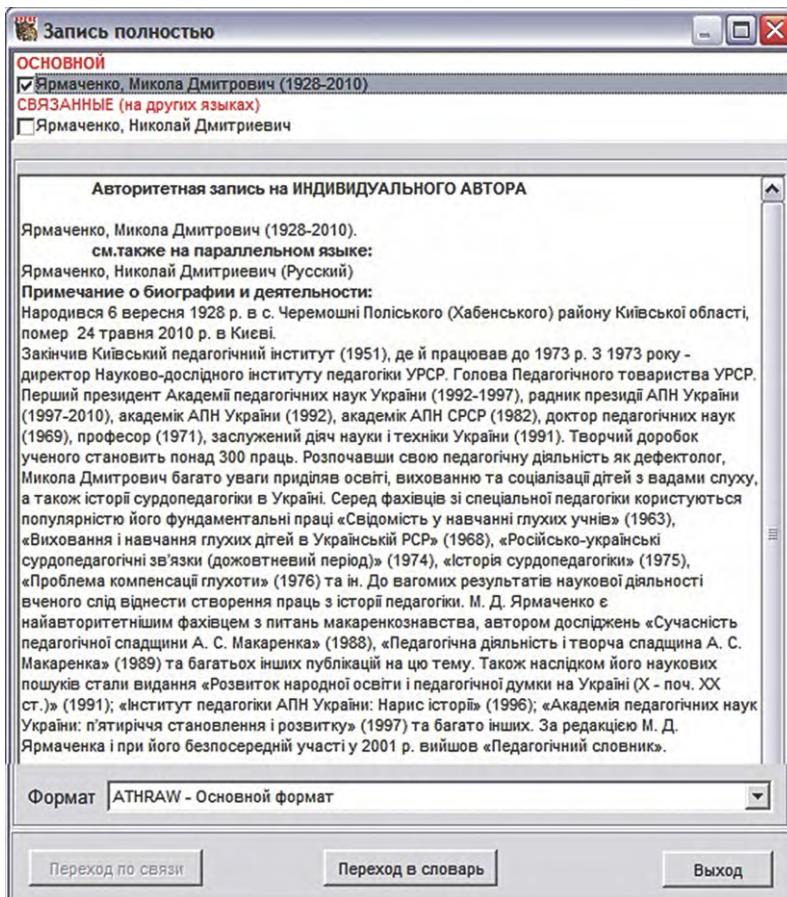 Запись полностью
ОСНОВНОЙ
Ярмаченко, Микола Дмитрович (1928-2010)
СВЯЗАННЫЕ (на других языках)
Ярмаченко, Николай Дмитриевич
Авторитетная запись на ИНДИВИДУАЛЬНОГО АВТОРА
Ярмаченко, Микола Дмитрович (1928-2010).
см.также на параллельном языке:
Ярмаченко, Николай Дмитриевич (Русский)
Примечание о биографии и деятельности:
Народився 6 вересня 1928 р. в с. Черемошні Поліського (Хабенського) району Київської області,
помер 24 травня 2010 р. в Києві.
Закінчив Київський педагогічний інститут (1951), де й працював до 1973 р. З 1973 року -
директор Науково-дослідного інституту педагогіки УРСР. Голова Педагогічного товариства УРСР.
Перший президент Академії педагогічних наук України (1992-1997), радник президії АПН України
(1997-2010), академік АПН України (1992), академік АПН СРСР (1982), доктор педагогічних наук
(1969), професор (1971), заслужений діяч науки і техніки України (1991). Творчий доробок
ученого становить понад 300 праць. Розпочавши свою педагогічну діяльність як дефектолог,
Микола Дмитрович багато уваги приділяв освіті, вихованню та соціалізації дітей з вадами слуху,
а також історії сурдопедагогіки в Україні. Серед фахівців зі спеціальної педагогіки користуються
популярністю його фундаментальні праці «Свідомість у навчанні глухих учнів» (1963),
«Виховання і навчання глухих дітей в Українській РСР» (1968), «Російсько-українські
сурдопедагогічні зв'язки (дожовтневий період)» (1974), «Історія сурдопедагогіки» (1975),
«Проблема компенсації глухоти» (1976) та ін. До вагомих результатів наукової діяльності
вченого слід віднести створення праць з історії педагогіки. М. Д. Ярмаченко є
найавторитетнішим фахівцем з питань макаренкознавства, автором досліджень «Сучасність
педагогічної спадщини А. С. Макаренка» (1988), «Педагогічна діяльність і творча спадщина А. С.
Макаренка» (1989) та багатьох інших публікацій на цю тему. Також наслідком його наукових
пошуків стали видання «Розвиток народної освіти і педагогічної думки на Україні (Х - поч. ХХ
ст.)» (1991); «Інститут педагогіки АПН України: Нарис історії» (1996); «Академія педагогічних наук
України: п'ятиріччя становлення і розвитку» (1997) та багато інших. За редакцією М. Д.
Ярмаченка і при його безпосередній участі у 2001 р. вийшов «Педагогічний словник».
Формат ATHRAW - Основной формат
Переход по связи Переход в словарь Выход